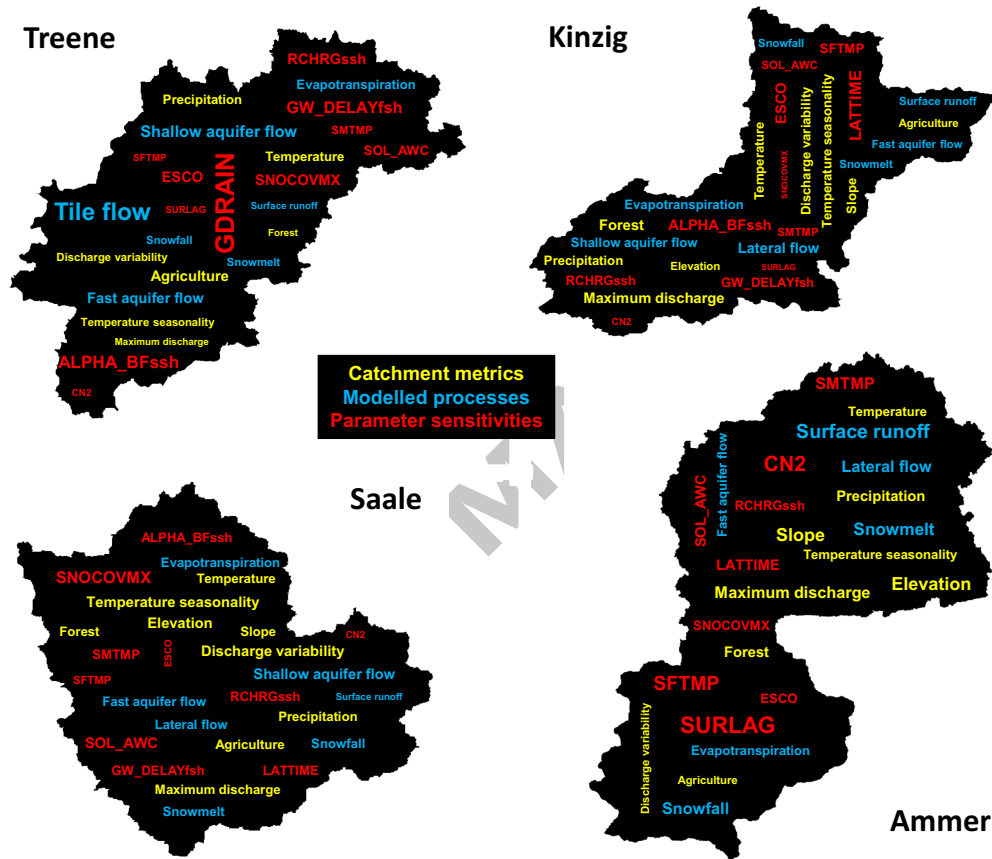 Treene
RCHRGssh
Evapotranspiration
Precipitation
GW_DELAYfsh
Shallow aquifer flow
SMTMP
SOL_AWC
SFTMP
Temperature
ESCO
SNOCOVMX
GDRAIN
Tile flow
SURLAG
Surface runoff
Snowfall
Forest
Discharge variability
Snowmelt
Agriculture
Fast aquifer flow
Temperature seasonality
Maximum discharge
ALPHA_BFssh
CN2
Kinzig
Snowfall
SFTMP
SOL_AWC
ESCO
LATTIME
Surface runoff
Agriculture
Fast aquifer flow
Temperature
SNOCOVMX
Discharge variability
Temperature seasonality
Snowmelt
Slope
Evapotranspiration
Forest
ALPHA_BFssh
SMTMP
Shallow aquifer flow
Lateral flow
Precipitation
Elevation
SURLAG
RCHRGssh
GW_DELAYfsh
Maximum discharge
CN2
Catchment metrics
Modelled processes
Parameter sensitivities
Saale
ALPHA_BFssh
Evapotranspiration
SNOCOVMX
Temperature
Temperature seasonality
Elevation
Forest
Slope
CN2
SMTMP
ESCO
Discharge variability
SFTMP
Shallow aquifer flow
Fast aquifer flow
RCHRGssh
Surface runoff
Lateral flow
Precipitation
SOL_AWC
Agriculture
Snowfall
GW_DELAYfsh
LATTIME
Maximum discharge
Snowmelt
SMTMP
Temperature
Surface runoff
Fast aquifer flow
CN2
Lateral flow
SOL_AWC
RCHRGssh
Precipitation
Slope
Snowmelt
Temperature seasonality
LATTIME
Elevation
Maximum discharge
SNOCOVMX
Forest
SFTMP
ESCO
Discharge variability
SURLAG
Evapotranspiration
Agriculture
Snowfall
Ammer